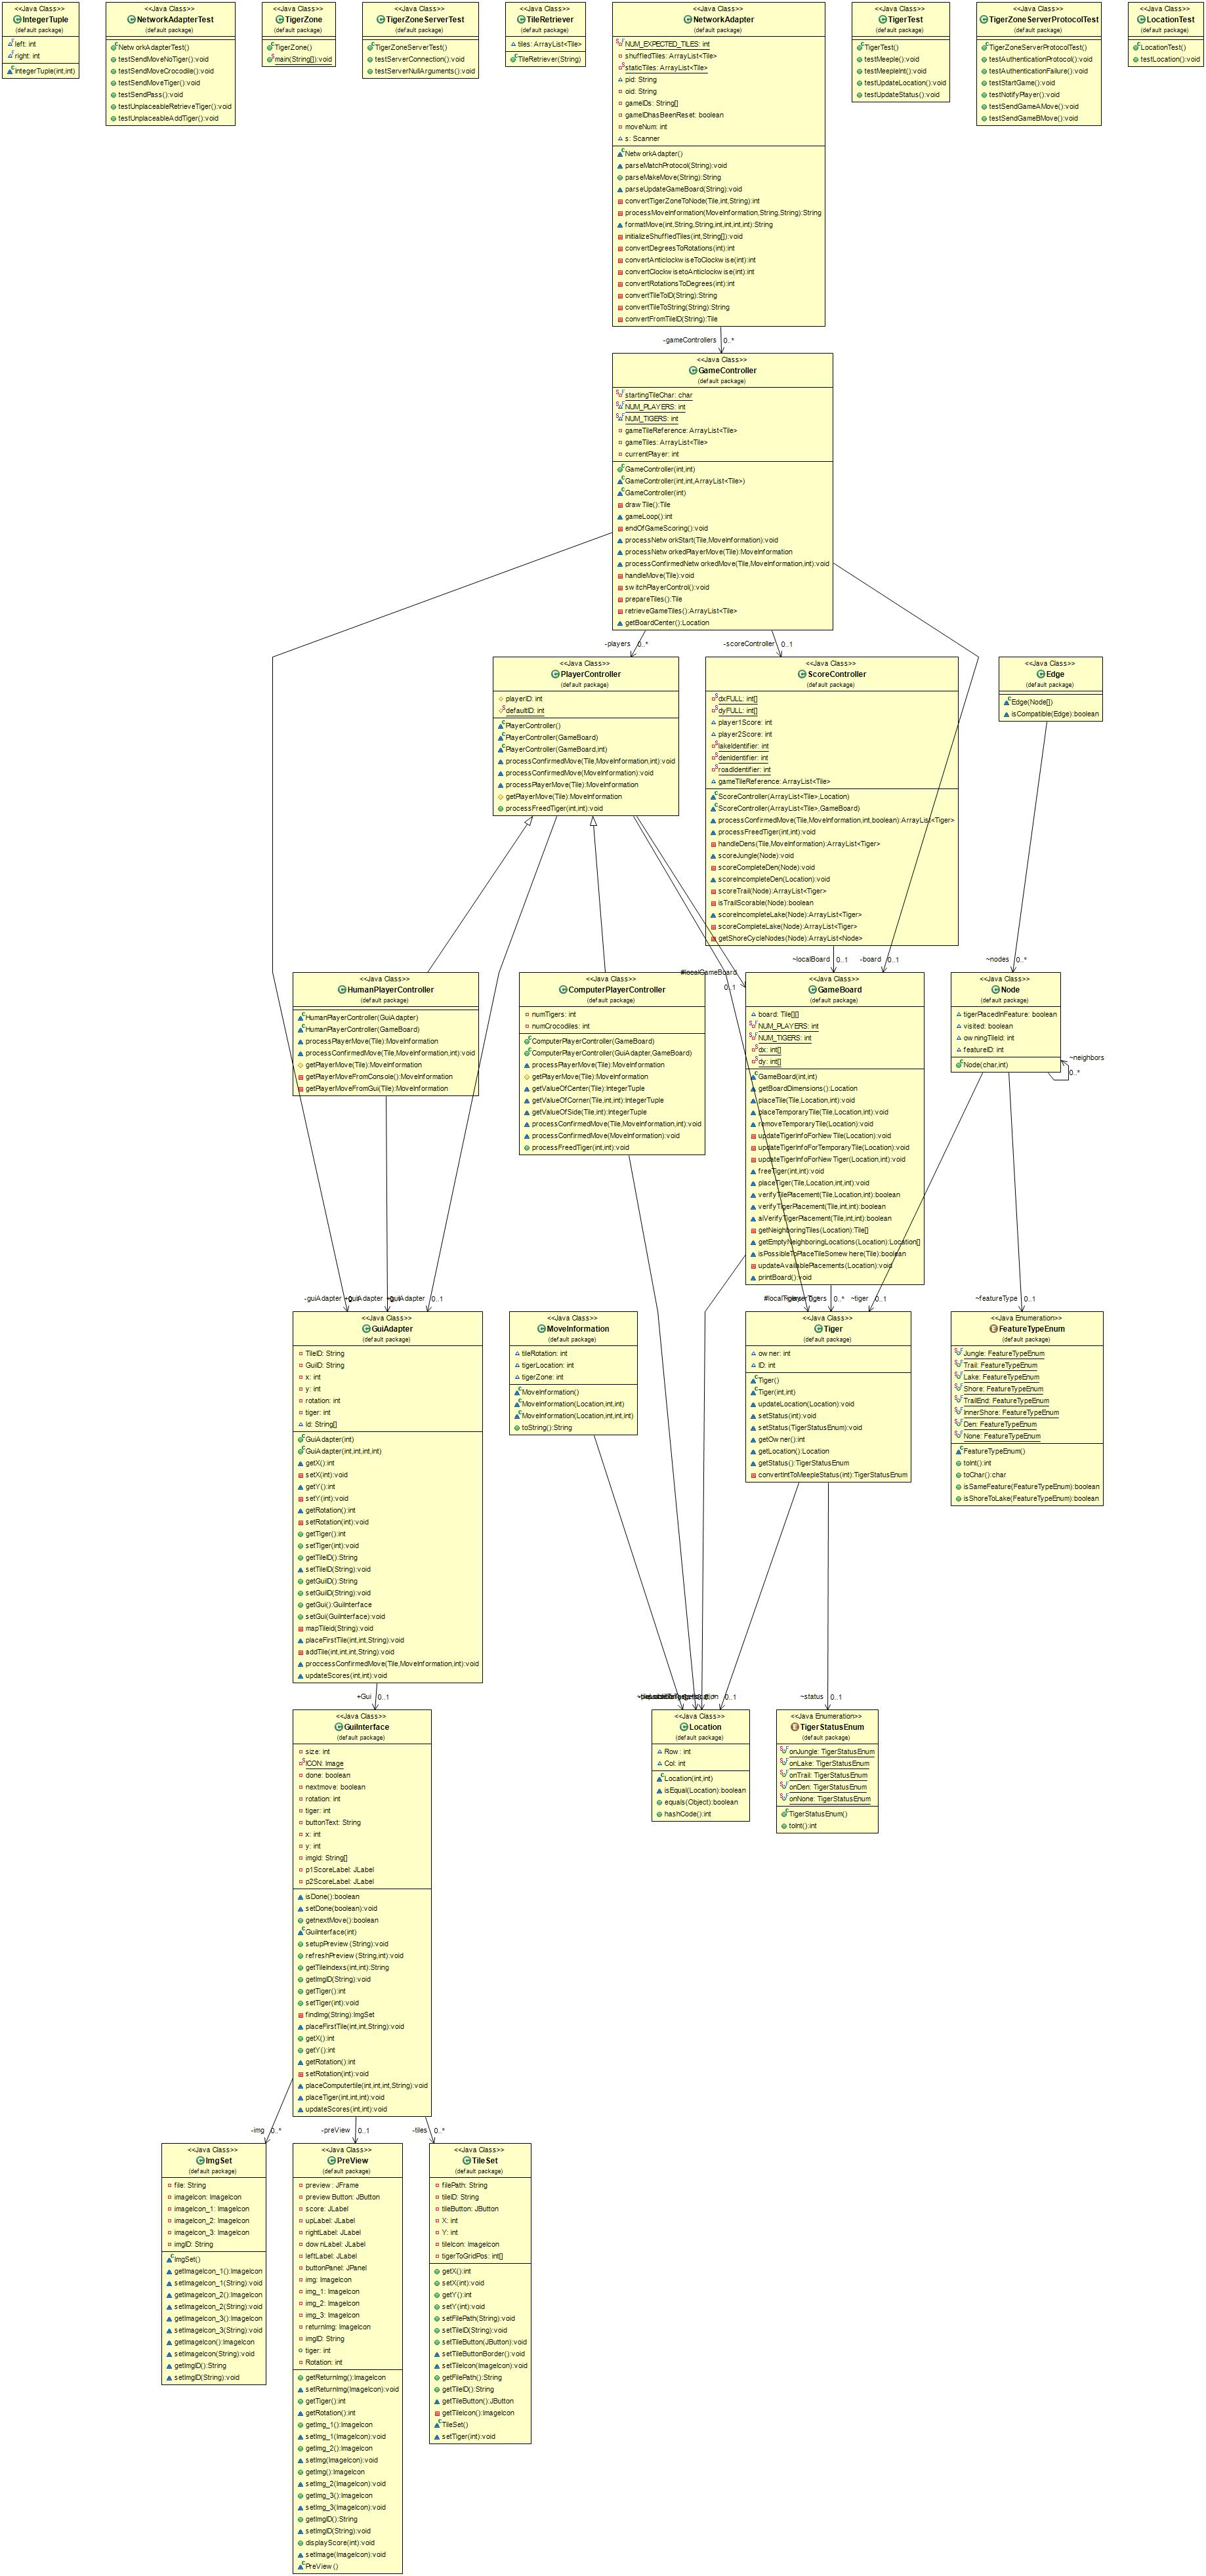 <<Java Class>>
IntegerTuple
(default package)
left: int
right: int
IntegerTuple(int,int)
<<Java Class>>
NetworkAdapterTest
(default package)
NetworkAdapterTest()
testSendMoveNoTiger():void
testSendMoveCrocodile():void
testSendMoveTiger():void
testSendPass():void
testUnplaceableRetrieveTiger():void
testUnplaceableAddTiger():void
<<Java Class>>
TigerZone
(default package)
TigerZone()
main(String[]):void
<<Java Class>>
TigerZoneServerTest
(default package)
TigerZoneServerTest()
testServerConnection():void
testServerNullArguments():void
<<Java Class>>
TileRetriever
(default package)
tiles: ArrayList<Tile>
TileRetriever(String)
<<Java Class>>
NetworkAdapter
(default package)
NUM_EXPECTED_TILES: int
shuffledTiles: ArrayList<Tile>
staticTiles: ArrayList<Tile>
pid: String
oid: String
gameIDs: String[]
gameIDhasBeenReset: boolean
moveNum: int
s: Scanner
NetworkAdapter()
parseMatchProtocol(String):void
parseMakeMove(String):String
parseUpdateGameBoard(String):void
convertTigerZoneToNode(Tile,int,String):int
processMoveInformation(MoveInformation,String,String):String
formatMove(int,String,String,int,int,int,int):String
initializeShuffledTiles(int,String[]):void
convertDegreesToRotations(int):int
convertAnticlockwiseToClockwise(int):int
convertClockwisetoAnticlockwise(int):int
convertRotationsToDegrees(int):int
convertTileToID(String):String
convertTileToString(String):String
convertFromTileID(String):Tile
<<Java Class>>
TigerTest
(default package)
TigerTest()
testMeeple():void
testMeepleInt():void
testUpdateLocation():void
testUpdateStatus():void
<<Java Class>>
TigerZoneServerProtocolTest
(default package)
TigerZoneServerProtocolTest()
testAuthenticationProtocol():void
testAuthenticationFailure():void
testStartGame():void
testNotifyPlayer():void
testSendGameAMove():void
testSendGameBMove():void
<<Java Class>>
LocationTest
(default package)
LocationTest()
testLocation():void
-gameControllers 0..*
<<Java Class>>
GameController
(default package)
startingTileChar: char
NUM_PLAYERS: int
NUM_TIGERS: int
gameTileReference: ArrayList<Tile>
gameTiles: ArrayList<Tile>
currentPlayer: int
GameController(int,int)
GameController(int,int,ArrayList<Tile>)
GameController(int)
drawTile():Tile
gameLoop():int
endOfGameScoring():void
processNetworkStart(Tile,MoveInformation):void
processNetworkedPlayerMove(Tile):MoveInformation
processConfirmedNetworkedMove(Tile,MoveInformation,int):void
handleMove(Tile):void
switchPlayerControl():void
prepareTiles():Tile
retrieveGameTiles():ArrayList<Tile>
getBoardCenter():Location
-players 0..*
-scoreController 0..1
<<Java Class>>
PlayerController
(default package)
playerID: int
defaultID: int
PlayerController()
PlayerController(GameBoard)
PlayerController(GameBoard,int)
processConfirmedMove(Tile,MoveInformation,int):void
processConfirmedMove(MoveInformation):void
processPlayerMove(Tile):MoveInformation
getPlayerMove(Tile):MoveInformation
processFreedTiger(int,int):void
<<Java Class>>
ScoreController
(default package)
dxFULL: int[]
dyFULL: int[]
player1Score: int
player2Score: int
lakeIdentifier: int
denIdentifier: int
roadIdentifier: int
gameTileReference: ArrayList<Tile>
ScoreController(ArrayList<Tile>,Location)
ScoreController(ArrayList<Tile>,GameBoard)
processConfirmedMove(Tile,MoveInformation,int,boolean):ArrayList<Tiger>
processFreedTiger(int,int):void
handleDens(Tile,MoveInformation):ArrayList<Tiger>
scoreJungle(Node):void
scoreCompleteDen(Node):void
scoreIncompleteDen(Location):void
scoreTrail(Node):ArrayList<Tiger>
isTrailScorable(Node):boolean
scoreIncompleteLake(Node):ArrayList<Tiger>
scoreCompleteLake(Node):ArrayList<Tiger>
getShoreCycleNodes(Node):ArrayList<Node>
<<Java Class>>
Edge
(default package)
Edge(Node[])
isCompatible(Edge):boolean
#localGameBoard
0..1
~localBoard 0..1
-board 0..1
~nodes 0..*
<<Java Class>>
HumanPlayerController
(default package)
HumanPlayerController(GuiAdapter)
HumanPlayerController(GameBoard)
processPlayerMove(Tile):MoveInformation
processConfirmedMove(Tile,MoveInformation,int):void
getPlayerMove(Tile):MoveInformation
getPlayerMoveFromConsole():MoveInformation
getPlayerMoveFromGui(Tile):MoveInformation
<<Java Class>>
ComputerPlayerController
(default package)
numTigers: int
numCrocodiles: int
ComputerPlayerController(GameBoard)
ComputerPlayerController(GuiAdapter,GameBoard)
processPlayerMove(Tile):MoveInformation
getPlayerMove(Tile):MoveInformation
getValueOfCenter(Tile):IntegerTuple
getValueOfCorner(Tile,int,int):IntegerTuple
getValueOfSide(Tile,int):IntegerTuple
processConfirmedMove(Tile,MoveInformation,int):void
processConfirmedMove(MoveInformation):void
processFreedTiger(int,int):void
<<Java Class>>
GameBoard
(default package)
board: Tile[][]
NUM_PLAYERS: int
NUM_TIGERS: int
dx: int[]
dy: int[]
GameBoard(int,int)
getBoardDimensions():Location
placeTile(Tile,Location,int):void
placeTemporaryTile(Tile,Location,int):void
removeTemporaryTile(Location):void
updateTigerInfoForNewTile(Location):void
updateTigerInfoForTemporaryTile(Location):void
updateTigerInfoForNewTiger(Location,int):void
freeTiger(int,int):void
placeTiger(Tile,Location,int,int):void
verifyTilePlacement(Tile,Location,int):boolean
verifyTigerPlacement(Tile,int,int):boolean
aiVerifyTigerPlacement(Tile,int,int):boolean
getNeighboringTiles(Location):Tile[]
getEmptyNeighboringLocations(Location):Location[]
isPossibleToPlaceTileSomewhere(Tile):boolean
updateAvailablePlacements(Location):void
printBoard():void
<<Java Class>>
Node
(default package)
tigerPlacedInFeature: boolean
visited: boolean
owningTileId: int
featureID: int
Node(char,int)
~neighbors
0..*
-guiAdapter
~guiAdapter
guiAdapter 0..1
0..*
~tiger 0..1
~featureType 0..1
<<Java Class>>
GuiAdapter
(default package)
TileID: String
GuiID: String
x: int
y: int
rotation: int
tiger: int
Id: String[]
GuiAdapter(int)
GuiAdapter(int,int,int,int)
getX():int
setX(int):void
getY():int
setY(int):void
getRotation():int
setRotation(int):void
getTiger():int
setTiger(int):void
getTileID():String
setTileID(String):void
getGuiID():String
setGuiID(String):void
getGui():GuiInterface
setGui(GuiInterface):void
mapTileid(String):void
placeFirstTile(int,int,String):void
addTile(int,int,int,String):void
proccessConfirmedMove(Tile,MoveInformation,int):void
updateScores(int,int):void
<<Java Class>>
MoveInformation
(default package)
tileRotation: int
tigerLocation: int
tigerZone: int
MoveInformation()
MoveInformation(Location,int,int)
MoveInformation(Location,int,int,int)
toString():String
<<Java Class>>
Tiger
(default package)
owner: int
ID: int
Tiger()
Tiger(int,int)
updateLocation(Location):void
setStatus(int):void
setStatus(TigerStatusEnum):void
getOwner():int
getLocation():Location
getStatus():TigerStatusEnum
convertIntToMeepleStatus(int):TigerStatusEnum
<<Java Enumeration>>
FeatureTypeEnum
(default package)
Jungle: FeatureTypeEnum
Trail: FeatureTypeEnum
Lake: FeatureTypeEnum
Shore: FeatureTypeEnum
TrailEnd: FeatureTypeEnum
InnerShore: FeatureTypeEnum
Den: FeatureTypeEnum
None: FeatureTypeEnum
FeatureTypeEnum()
toInt():int
toChar():char
isSameFeature(FeatureTypeEnum):boolean
isShoreToLake(FeatureTypeEnum):boolean
+Gui 0..1
0..1
~status 0..1
<<Java Class>>
GuiInterface
(default package)
size: int
ICON: Image
done: boolean
nextmove: boolean
rotation: int
tiger: int
buttonText: String
x: int
y: int
imgId: String[]
p1ScoreLabel: JLabel
p2ScoreLabel: JLabel
isDone():boolean
setDone(boolean):void
getnextMove():boolean
GuiInterface(int)
setupPreview(String):void
refreshPreview(String,int):void
getTileIndexs(int,int):String
getImgID(String):void
getTiger():int
setTiger(int):void
findImg(String):ImgSet
placeFirstTile(int,int,String):void
getX():int
getY():int
getRotation():int
setRotation(int):void
placeComputertile(int,int,int,String):void
placeTiger(int,int,int):void
updateScores(int,int):void
<<Java Class>>
Location
(default package)
Row: int
Col: int
Location(int,int)
isEqual(Location):boolean
equals(Object):boolean
hashCode():int
<<Java Enumeration>>
TigerStatusEnum
(default package)
onJungle: TigerStatusEnum
onLake: TigerStatusEnum
onTrail: TigerStatusEnum
onDen: TigerStatusEnum
onNone: TigerStatusEnum
TigerStatusEnum()
toInt():int
-img 0..*
-preView 0..1
-tiles 0..*
<<Java Class>>
ImgSet
(default package)
file: String
imageIcon: ImageIcon
imageIcon_1: ImageIcon
imageIcon_2: ImageIcon
imageIcon_3: ImageIcon
imgID: String
ImgSet()
getImageIcon_1():ImageIcon
setImageIcon_1(String):void
getImageIcon_2():ImageIcon
setImageIcon_2(String):void
getImageIcon_3():ImageIcon
setImageIcon_3(String):void
getImageIcon():ImageIcon
setImageIcon(String):void
getImgID():String
setImgID(String):void
<<Java Class>>
PreView
(default package)
preview: JFrame
previewButton: JButton
score: JLabel
upLabel: JLabel
rightLabel: JLabel
downLabel: JLabel
leftLabel: JLabel
buttonPanel: JPanel
img: ImageIcon
img_1: ImageIcon
img_2: ImageIcon
img_3: ImageIcon
returnImg: ImageIcon
imgID: String
tiger: int
Rotation: int
getReturnImg():ImageIcon
setReturnImg(ImageIcon):void
getTiger():int
getRotation():int
getImg_1():ImageIcon
setImg_1(ImageIcon):void
getImg_2():ImageIcon
setImg(ImageIcon):void
getImg():ImageIcon
setImg_2(ImageIcon):void
getImg_3():ImageIcon
setImg_3(ImageIcon):void
getImgID():String
setImgID(String):void
displayScore(int):void
setImage(ImageIcon):void
PreView()
<<Java Class>>
TileSet
(default package)
filePath: String
tileID: String
tileButton: JButton
X: int
Y: int
tileIcon: ImageIcon
tigerToGridPos: int[]
getX():int
setX(int):void
getY():int
setY(int):void
setFilePath(String):void
setTileID(String):void
setTileButton(JButton):void
setTileButtonBorder():void
setTileIcon(ImageIcon):void
getFilePath():String
getTileID():String
getTileButton():JButton
getTileIcon():ImageIcon
TileSet()
setTiger(int):void